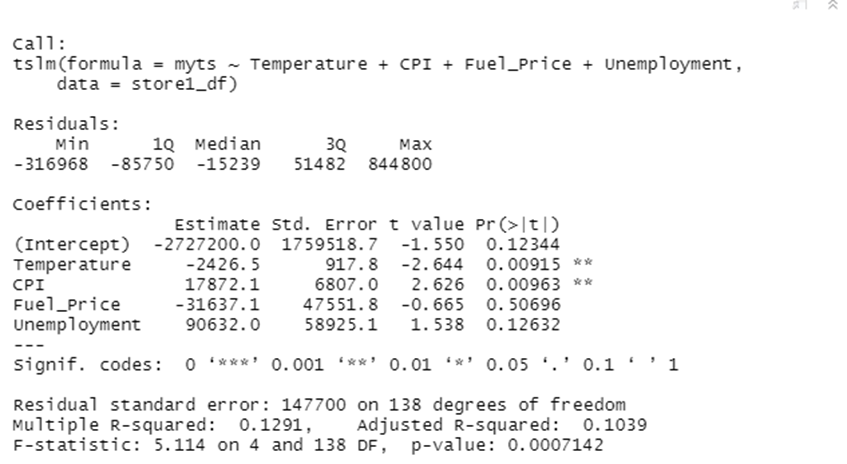 Call:
tslm(formula = myts ~ Temperature + CPI + Fuel_Price + Unemployment,
    data = store1_df)

Residuals:
    Min      1Q  Median      3Q     Max
-316968  -85750  -15239   51482  844800

Coefficients:
               Estimate Std. Error t value Pr(>|t|)
(Intercept)  -2727200.0  1759518.7  -1.550  0.12344
Temperature     -2426.5      917.8  -2.644  0.00915 **
CPI             17872.1     6807.0   2.626  0.00963 **
Fuel_Price     -31637.1    47551.8  -0.665  0.50696
Unemployment    90632.0    58925.1   1.538  0.12632
---
Signif. codes:  0 ‘***’ 0.001 ‘**’ 0.01 ‘*’ 0.05 ‘.’ 0.1 ‘ ’ 1

Residual standard error: 147700 on 138 degrees of freedom
Multiple R-squared:  0.1291,    Adjusted R-squared:  0.1039
F-statistic: 5.114 on 4 and 138 DF,  p-value: 0.0007142